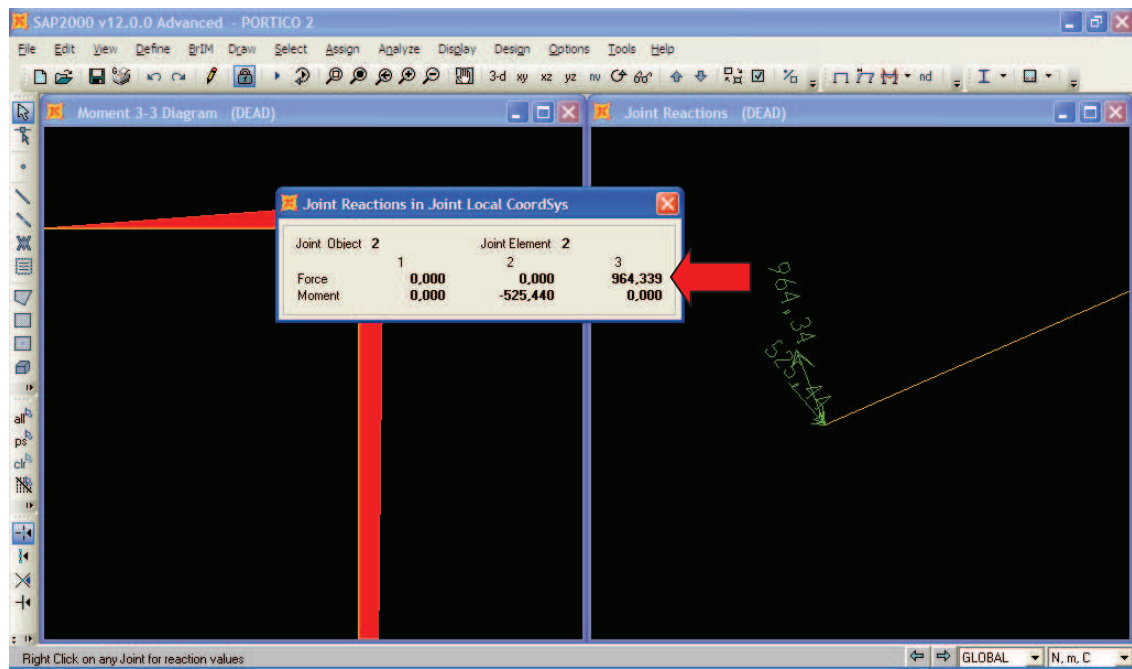 SAP2000 v12.0.0 Advanced - PORTICO 2
File Edit View Define BrIM Draw Select Assign Analyze Display Design Options Tools Help
3-d xy xz yz nv nd
Moment 3-3 Diagram (DEAD)
Joint Reactions (DEAD)
Joint Reactions in Joint Local CoordSys
Joint Object 2 Joint Element 2
1 2 3
Force 0,000 0,000 964,339
Moment 0,000 -525,440 0,000
964,34
525,44
all
ps
clr
Right Click on any Joint for reaction values
GLOBAL
N, m, C